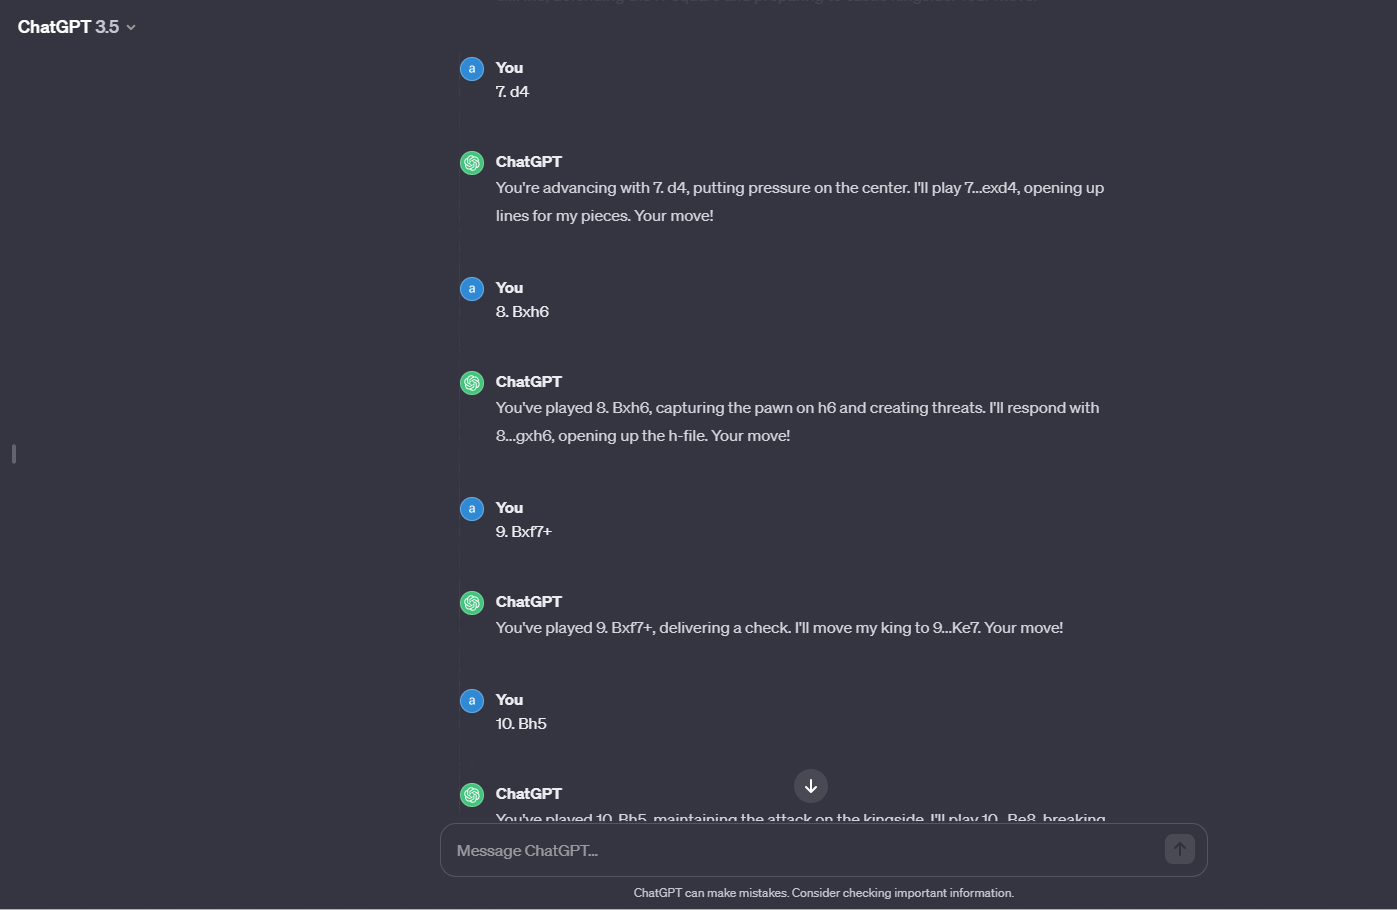 ChatGPT 3.5
a
You
7. d4
ChatGPT
You're advancing with 7. d4, putting pressure on the center. I'll play 7...exd4, opening up
lines for my pieces. Your move!
a
You
8. Bxh6
ChatGPT
You've played 8. Bxh6, capturing the pawn on h6 and creating threats. I'll respond with
8...gxh6, opening up the h-file. Your move!
a
You
9. Bxf7+
ChatGPT
You've played 9. Bxf7+, delivering a check. I'll move my king to 9...Ke7. Your move!
a
You
10. Bh5
ChatGPT
You've played 10. Bh5, maintaining the attack on the kingside. I'll play 10...Be8, breaking
Message ChatGPT...
ChatGPT can make mistakes. Consider checking important information.